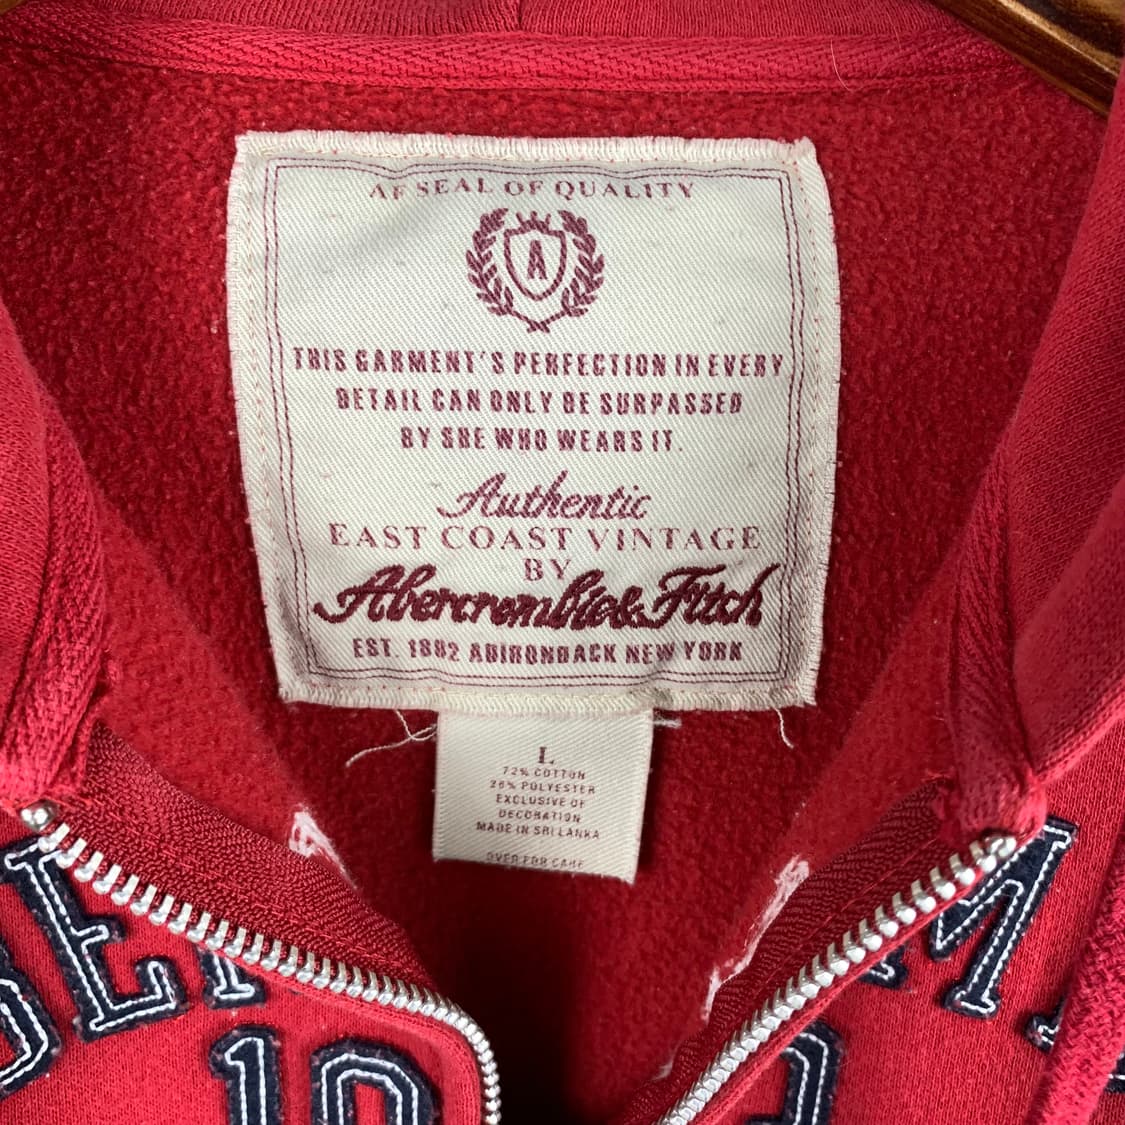 AF SEAL OF QUALITY
A
THIS GARMENT'S PERFECTION IN EVERY
DETAIL CAN ONLY BE SURPASSED
BY SHE WHO WEARS IT.
Authentic
EAST COAST VINTAGE
BY
Abercrombie & Fitch
EST. 1892 ADIRONDACK NEW YORK
L
72% COTTON
28% POLYESTER
EXCLUSIVE OF
DECORATION
MADE IN SRI LANKA
OVER FOR CARE